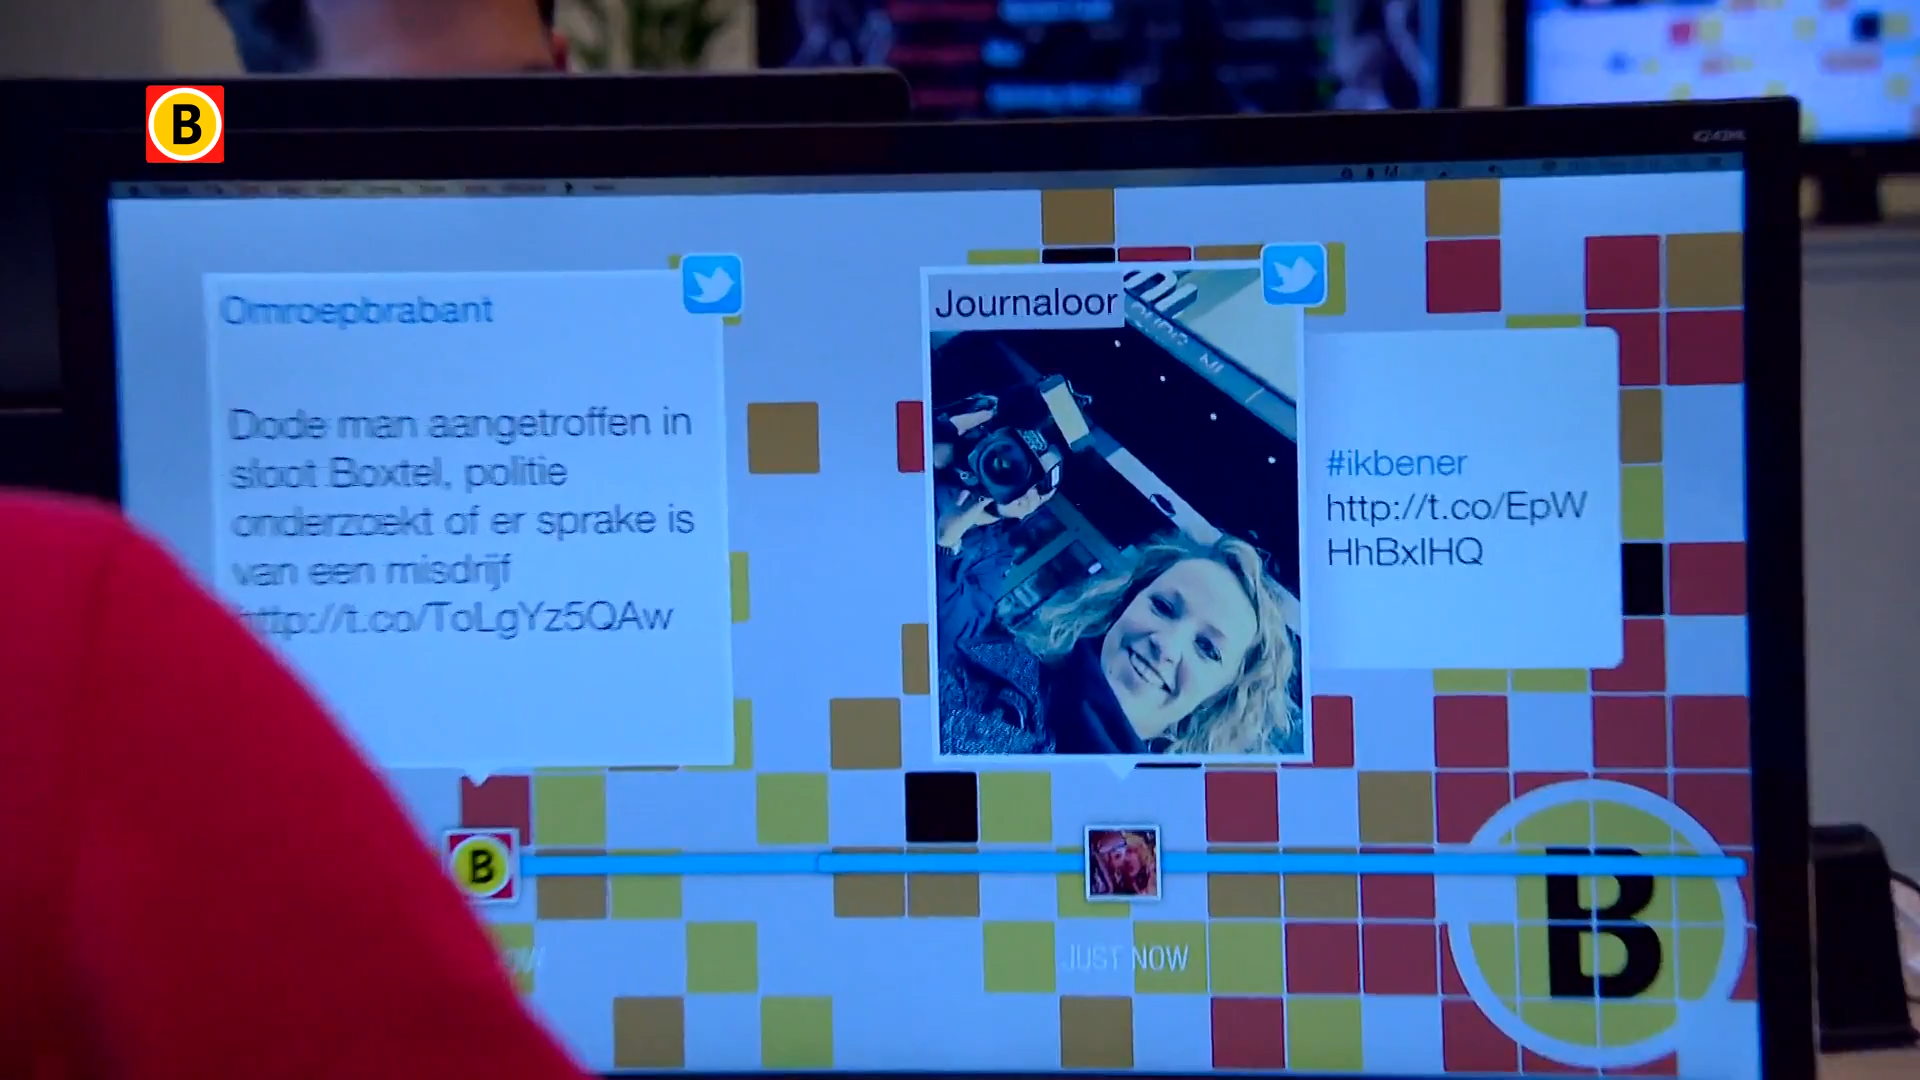 B
Omroepbrabant
Dode man aangetroffen in
sloot Boxtel, politie
onderzoekt of er sprake is
van een misdrijf
http://t.co/ToLgYz5QAw
Journaloor
#ikbener
http://t.co/EpW
HhBxIHQ
B
JUST NOW
B